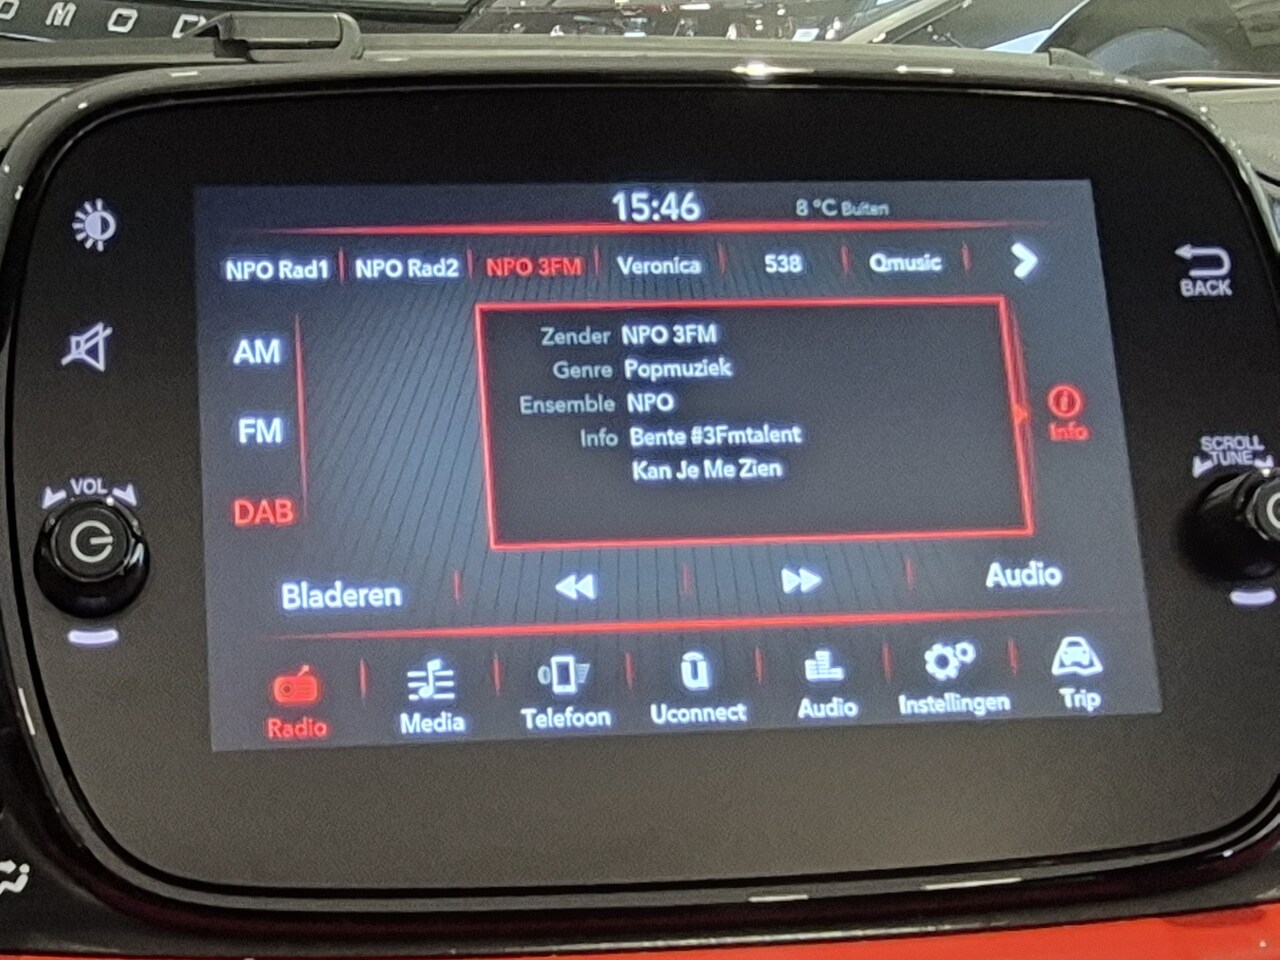 15:46 8 °C Buiten
NPO Rad1 NPO Rad2 NPO 3FM Veronica 538 Qmusic
AM
FM
DAB
Zender NPO 3FM
Genre Popmuziek
Ensemble NPO
Info Bente #3Fmtalent
Kan Je Me Zien
Info
Bladeren Audio
Radio Media Telefoon Uconnect Audio Instellingen Trip
VOL
BACK
SCROLL
TUNE